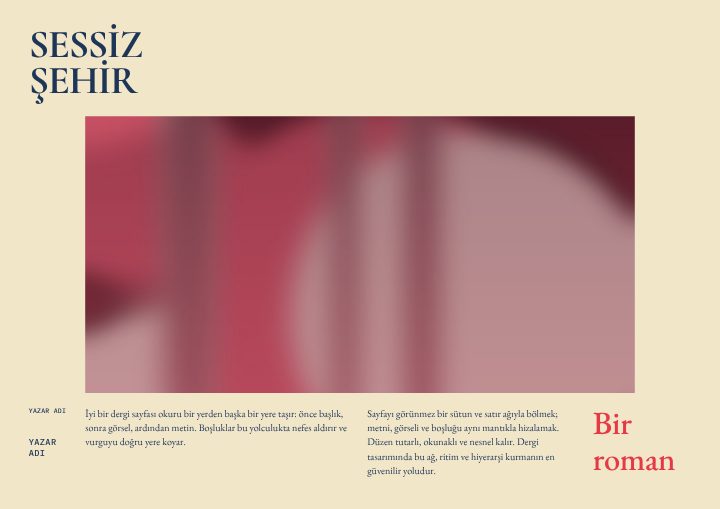 SESSİZ
ŞEHİR
YAZAR ADI
YAZAR
ADI
İyi bir dergi sayfası okuru bir yerden başka bir yere taşır: önce başlık,
sonra görsel, ardından metin. Boşluklar bu yolculukta nefes aldırır ve
vurguyu doğru yere koyar.
Sayfayı görünmez bir sütun ve satır ağıyla bölmek;
metni, görseli ve boşluğu aynı mantıkla hizalamak.
Düzen tutarlı, okunaklı ve nesnel kalır. Dergi
tasarımında bu ağ, ritim ve hiyerarşi kurmanın en
güvenilir yoludur.
Bir
roman